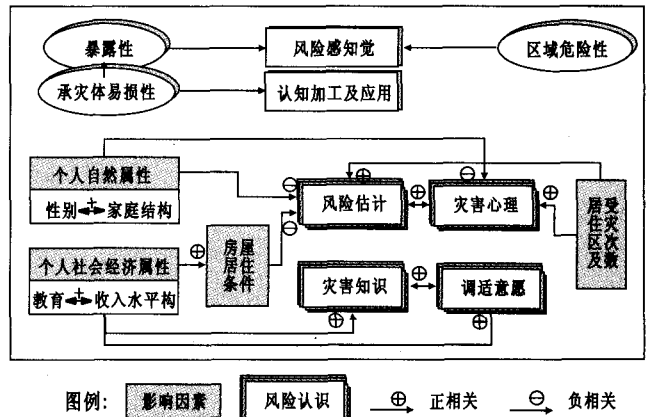 暴露性
风险感知觉
区域危险性
承灾体易损性
认知加工及应用
个人自然属性
性别 + 家庭结构
⊕
⊖
⊖
风险估计
⊕
⊖
灾害心理
⊕
居住区及
受灾次数
⊖
个人社会经济属性
教育 + 收入水平构
⊕
房屋
居住
条件
灾害知识
⊕
调适意愿
⊕
⊕
图例: 影响因素 风险认识 ⊕ 正相关 ⊖ 负相关